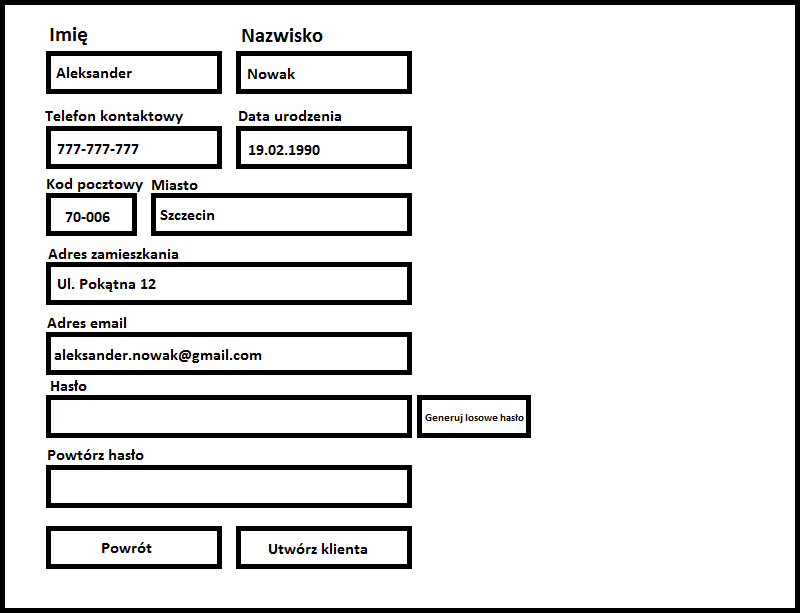 Imię Nazwisko
Aleksander Nowak
Telefon kontaktowy Data urodzenia
777-777-777 19.02.1990
Kod pocztowy Miasto
70-006 Szczecin
Adres zamieszkania
Ul. Pokątna 12
Adres email
aleksander.nowak@gmail.com
Hasło
Generuj losowe hasło
Powtórz hasło
Powrót Utwórz klienta